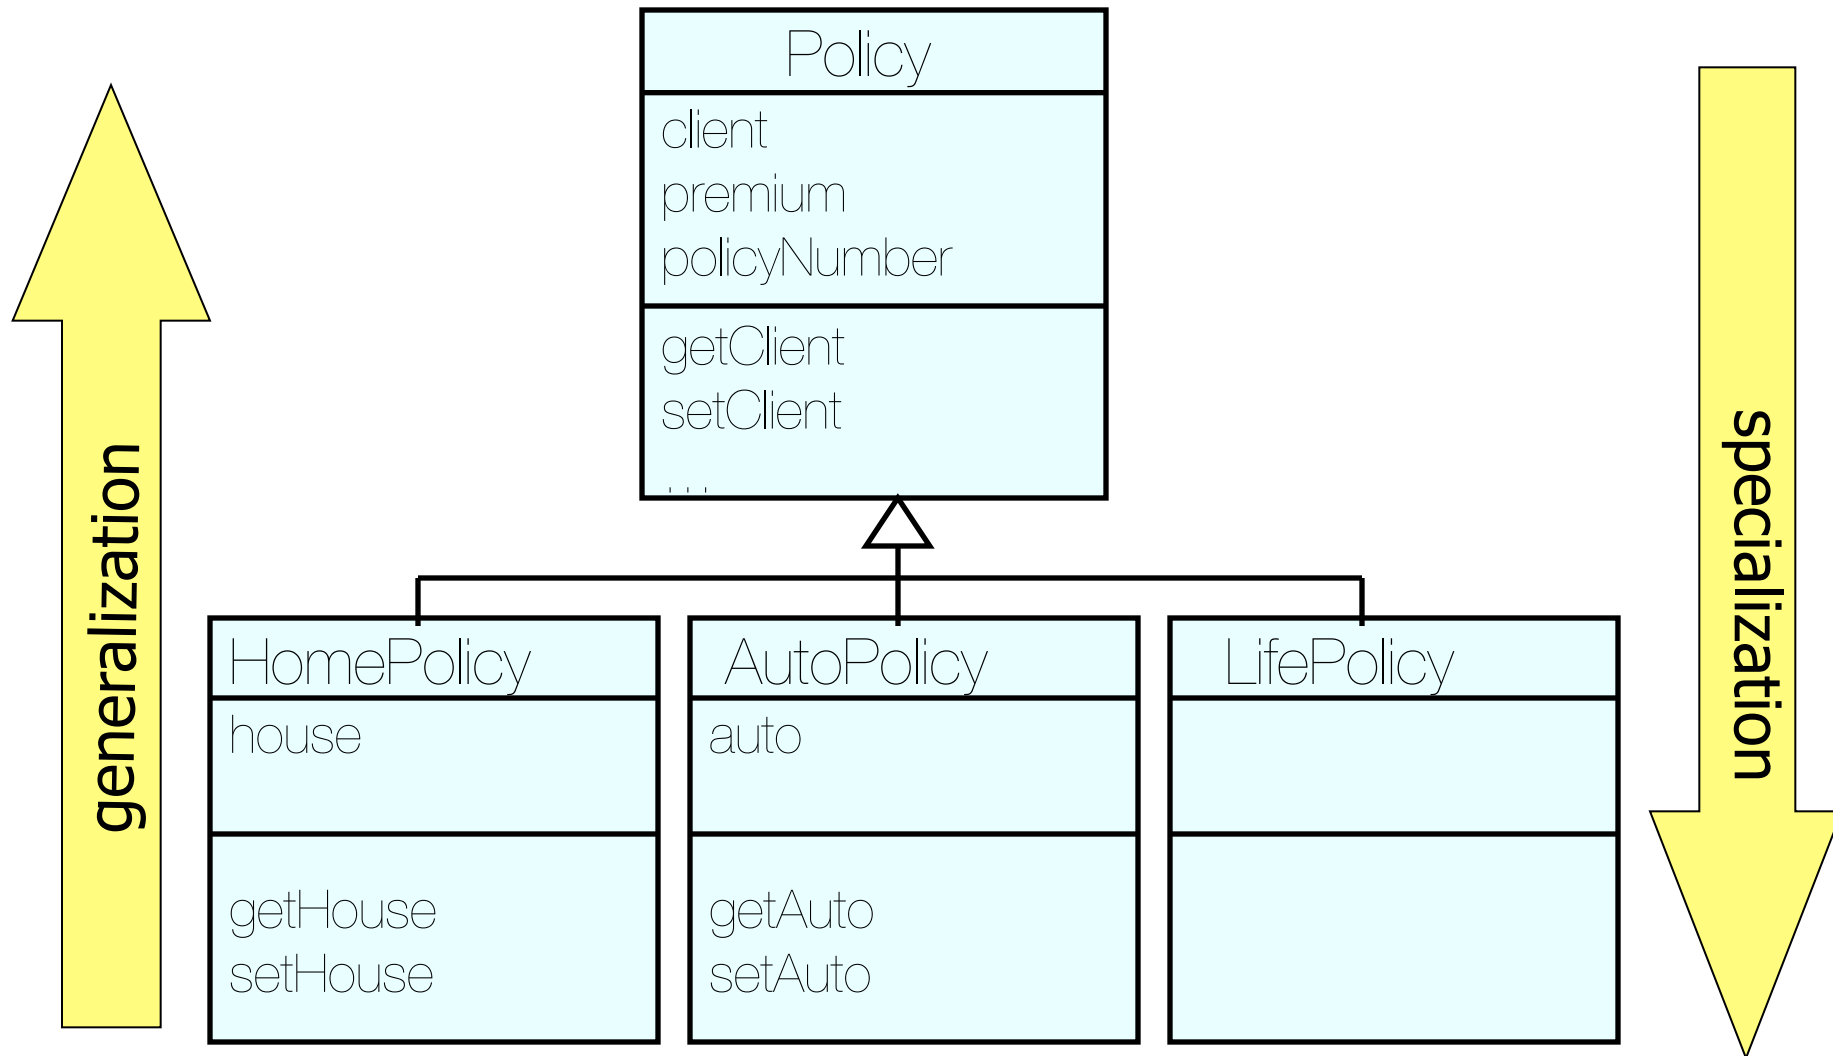 Policy
client
premium
policyNumber
getClient
setClient
...
generalization
specialization
HomePolicy
house
getHouse
setHouse
AutoPolicy
auto
getAuto
setAuto
LifePolicy